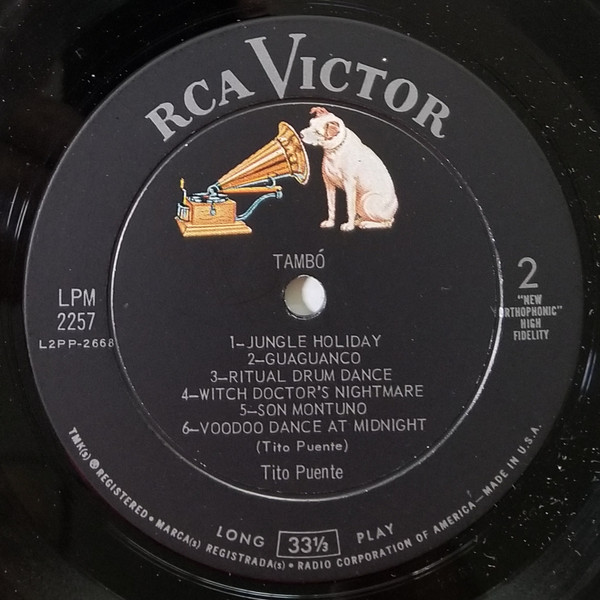 RCA VICTOR
TAMBÓ
LPM
2257
L2PP-2668
2
"NEW
ORTHOPHONIC"
HIGH
FIDELITY
1–JUNGLE HOLIDAY
2–GUAGUANCO
3–RITUAL DRUM DANCE
4–WITCH DOCTOR'S NIGHTMARE
5–SON MONTUNO
6–VOODOO DANCE AT MIDNIGHT
(Tito Puente)
Tito Puente
LONG 33⅓ PLAY
TMK(s) ® REGISTERED • MARCA(s) REGISTRADA(s) • RADIO CORPORATION OF AMERICA–MADE IN U.S.A.